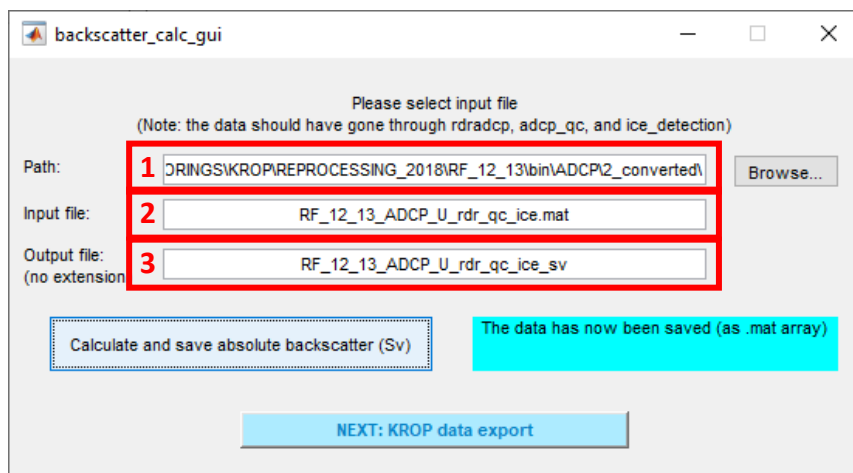 backscatter_calc_gui
Please select input file
(Note: the data should have gone through rdradcp, adcp_qc, and ice_detection)
Path: 1 ORINGS\KROP\REPROCESSING_2018\RF_12_13\bin\ADCP\2_converted\ Browse...
Input file: 2 RF_12_13_ADCP_U_rdr_qc_ice.mat
Output file: 3 RF_12_13_ADCP_U_rdr_qc_ice_sv
(no extension
Calculate and save absolute backscatter (Sv) The data has now been saved (as .mat array)
NEXT: KROP data export